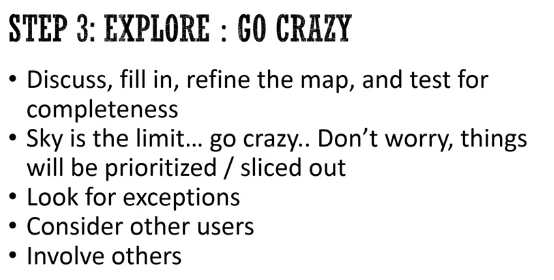 STEP 3: EXPLORE : GO CRAZY
• Discuss, fill in, refine the map, and test for
completeness
• Sky is the limit... go crazy.. Don't worry, things
will be prioritized / sliced out
• Look for exceptions
• Consider other users
• Involve others